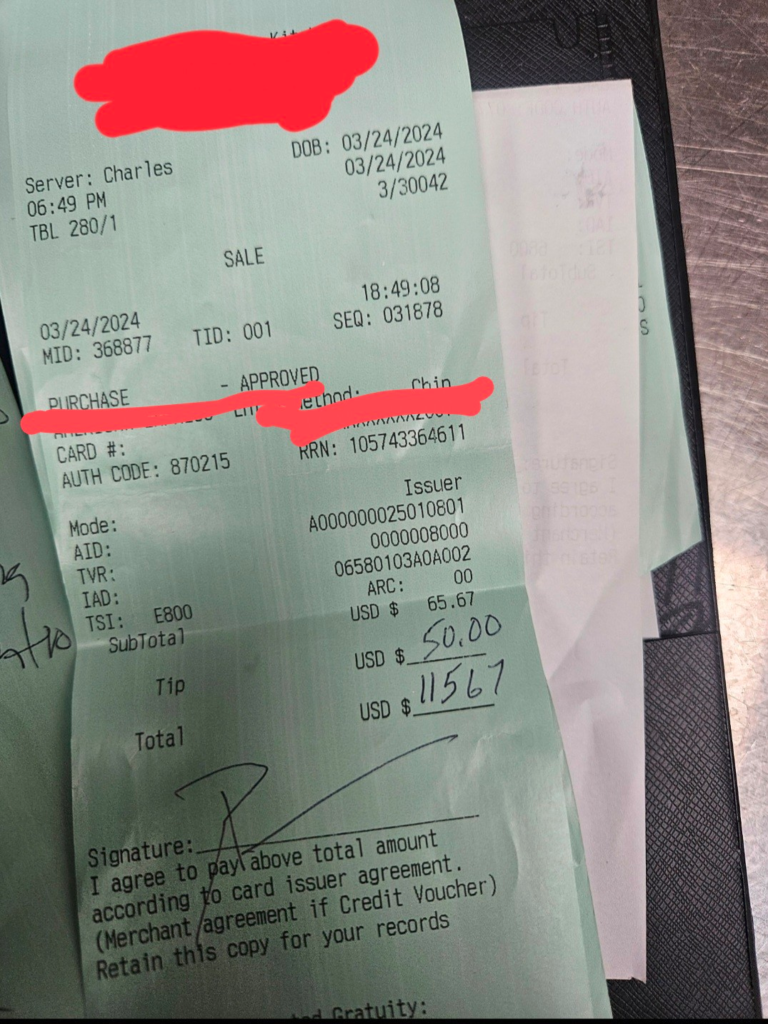 DOB: 03/24/2024
Server: Charles 03/24/2024
06:49 PM 3/30042
TBL 280/1
SALE
18:49:08
03/24/2024
MID: 368877 TID: 001 SEQ: 031878
PURCHASE - APPROVED
Method: Chip
CARD #:
AUTH CODE: 870215 RRN: 105743364611
Mode: Issuer
AID: A000000025010801
TVR: 0000008000
IAD: 06580103A0A002
TSI: E800 ARC: 00
SubTotal USD $ 65.67
Tip USD $ 50.00
Total USD $ 11567
Signature:
I agree to pay above total amount
according to card issuer agreement.
(Merchant agreement if Credit Voucher)
Retain this copy for your records
Gratuity: